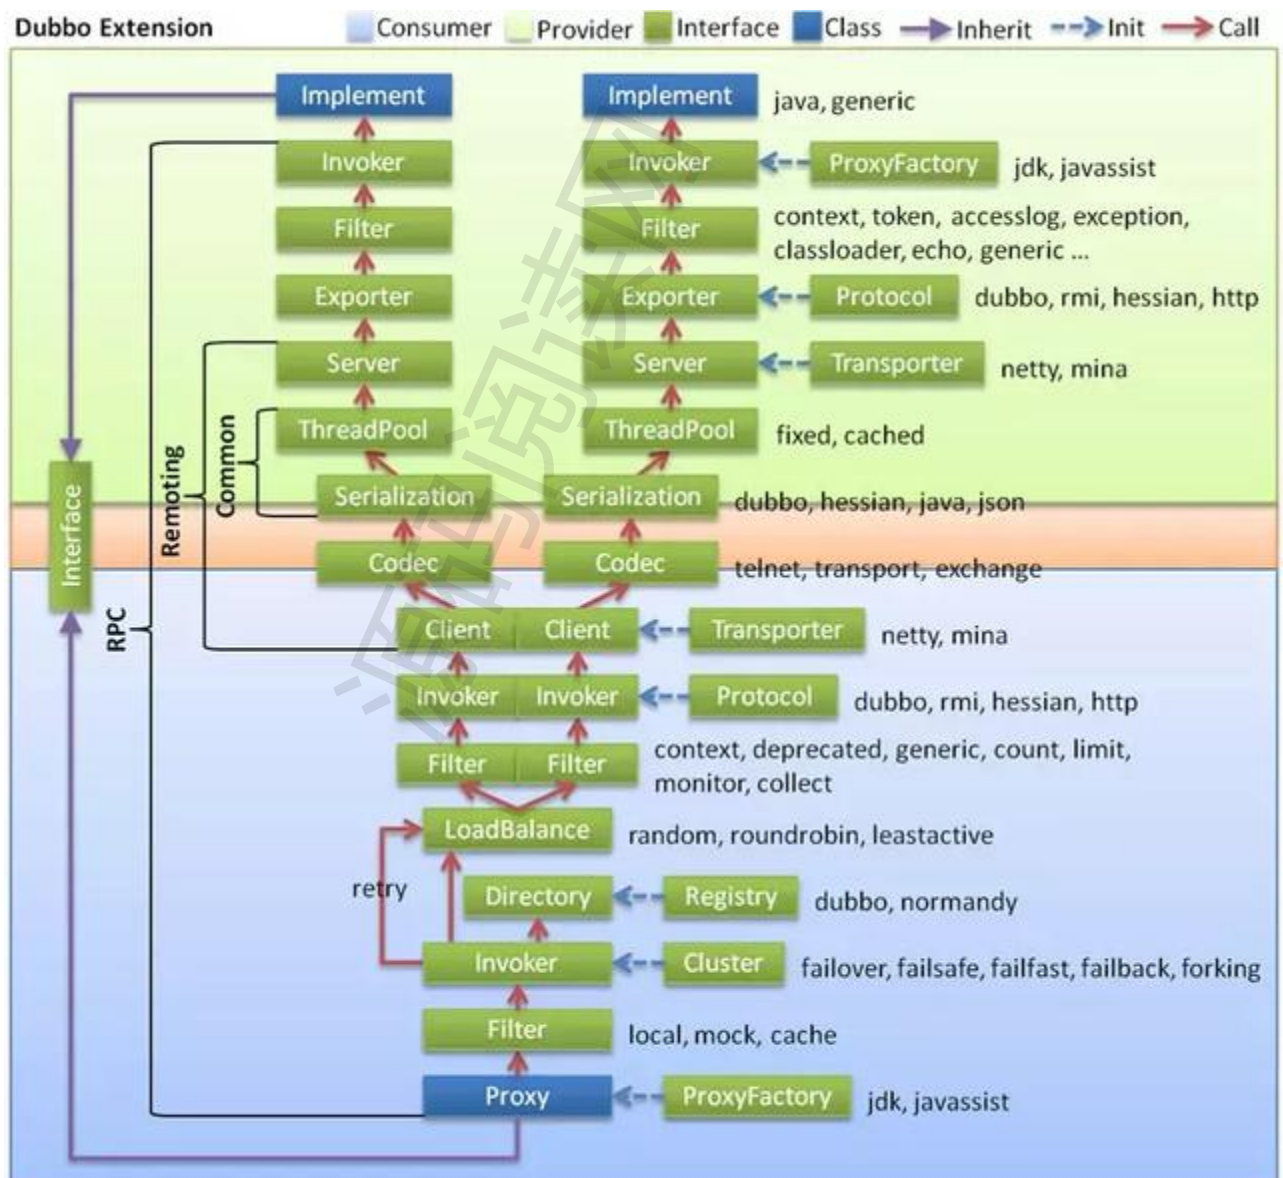 Dubbo Extension
Consumer Provider Interface Class Inherit Init Call
Implement Implement java, generic
Invoker Invoker ProxyFactory jdk, javassist
Filter Filter context, token, accesslog, exception,
classloader, echo, generic ...
Exporter Exporter Protocol dubbo, rmi, hessian, http
Server Server Transporter netty, mina
ThreadPool ThreadPool fixed, cached
Serialization Serialization dubbo, hessian, java, json
Codec Codec telnet, transport, exchange
Interface
RPC
Remoting
Common
Client Client Transporter netty, mina
Invoker Invoker Protocol dubbo, rmi, hessian, http
Filter Filter context, deprecated, generic, count, limit,
monitor, collect
LoadBalance random, roundrobin, leastactive
retry
Directory Registry dubbo, normandy
Invoker Cluster failover, failsafe, failfast, failback, forking
Filter local, mock, cache
Proxy ProxyFactory jdk, javassist
源码阅读网